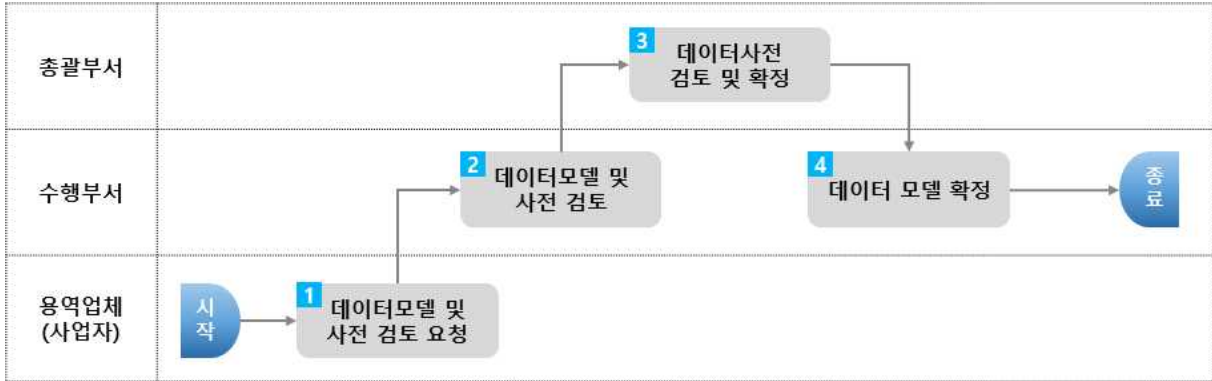 총괄부서
3
데이터사전
검토 및 확정
수행부서
2
데이터모델 및
사전 검토
4
데이터 모델 확정
종
료
용역업체
(사업자)
시
작
1
데이터모델 및
사전 검토 요청